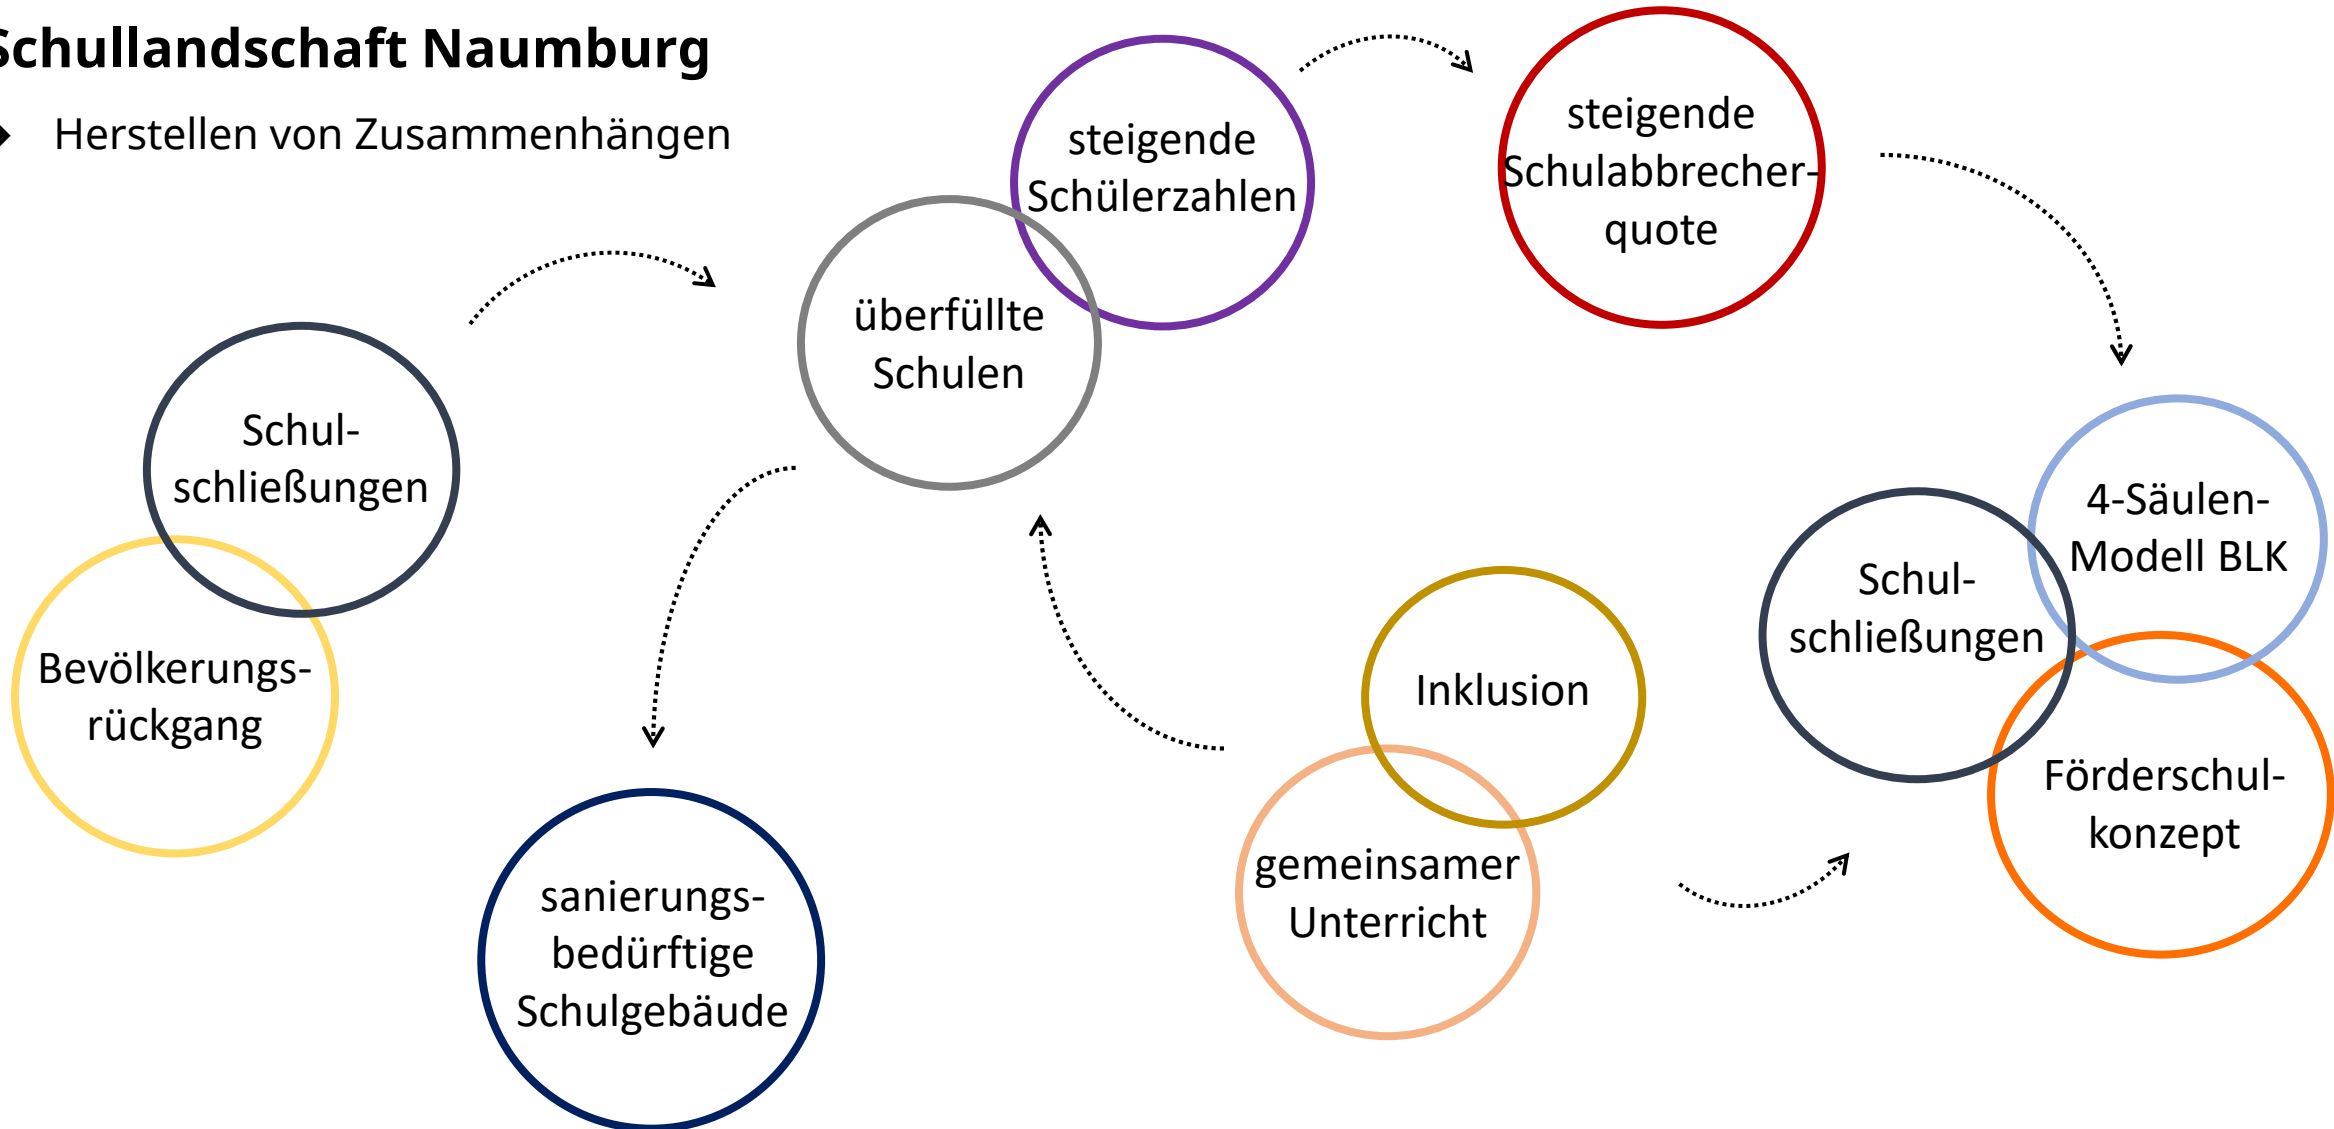 Schullandschaft Naumburg
Herstellen von Zusammenhängen
steigende
Schülerzahlen
steigende
Schulabbrecher-
quote
überfüllte
Schulen
Schul-
schließungen
Bevölkerungs-
rückgang
sanierungs-
bedürftige
Schulgebäude
Inklusion
gemeinsamer
Unterricht
Schul-
schließungen
4-Säulen-
Modell BLK
Förderschul-
konzept